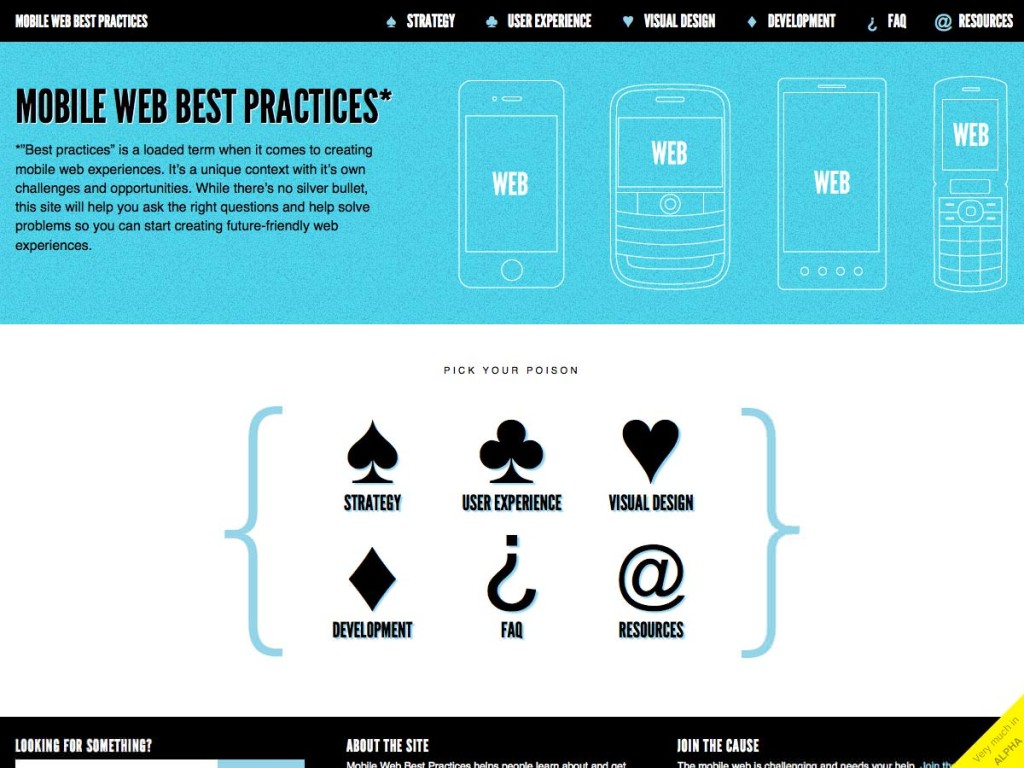 MOBILE WEB BEST PRACTICES
♠ STRATEGY ♣ USER EXPERIENCE ♥ VISUAL DESIGN ♦ DEVELOPMENT ¿ FAQ @ RESOURCES
MOBILE WEB BEST PRACTICES*
*"Best practices" is a loaded term when it comes to creating
mobile web experiences. It's a unique context with it's own
challenges and opportunities. While there's no silver bullet,
this site will help you ask the right questions and help solve
problems so you can start creating future-friendly web
experiences.
WEB
WEB
WEB
WEB
PICK YOUR POISON
{ ♠ ♣ ♥ }
STRATEGY USER EXPERIENCE VISUAL DESIGN
♦ ¿ @
DEVELOPMENT FAQ RESOURCES
LOOKING FOR SOMETHING?
ABOUT THE SITE
Mobile Web Best Practices helps people learn about and get
JOIN THE CAUSE
The mobile web is challenging and needs your help. Join the
Very much in
ALPHA